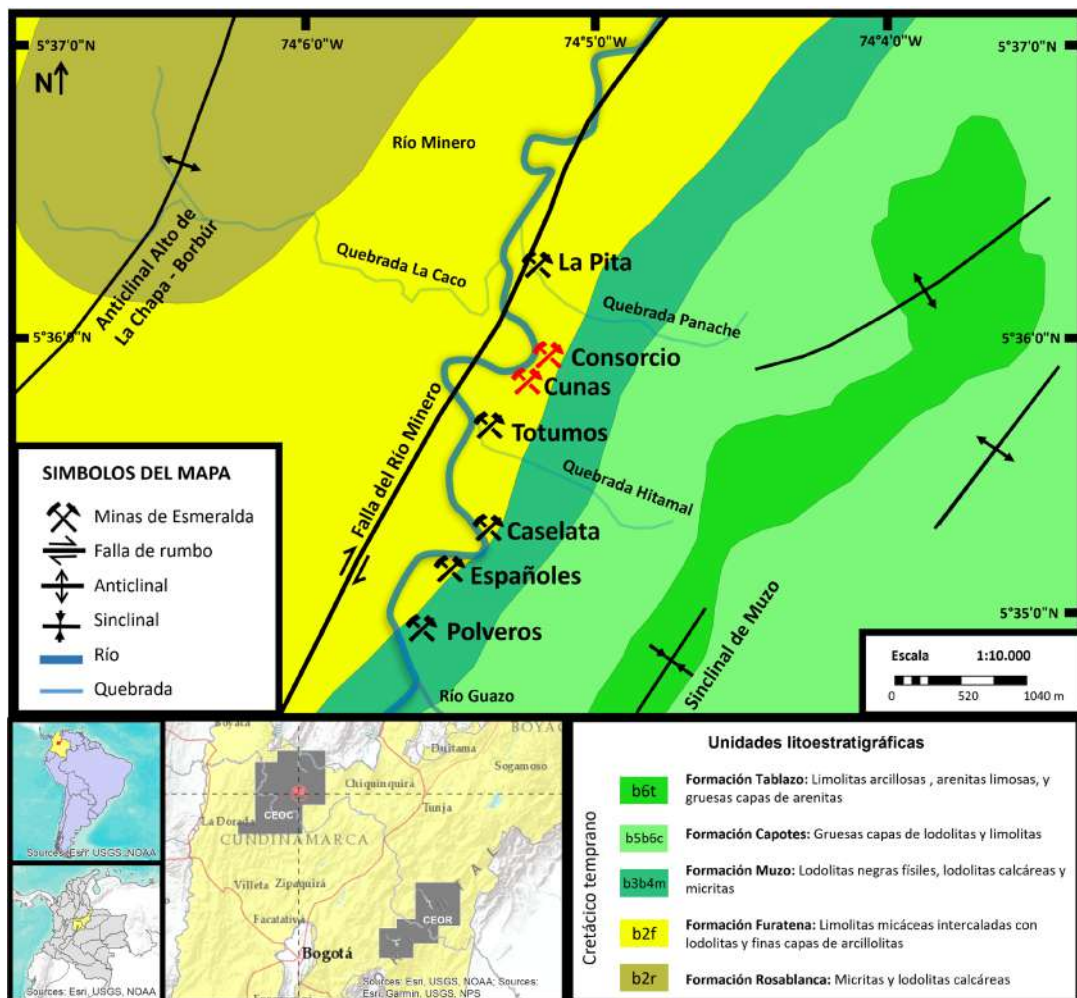 74°6'0"W
74°5'0"W
74°4'0"W
5°37'0"N
5°37'0"N
N
Río Minero
Anticlinal Alto de
La Chapa - Borbúr
Quebrada La Caco
La Pita
Quebrada Panache
5°36'0"N
5°36'0"N
Consorcio
Cunas
Totumos
Falla del Río Minero
Quebrada Hitamal
Caselata
Españoles
Polveros
Río Guazo
Sinclinal de Muzo
5°35'0"N
SIMBOLOS DEL MAPA
Minas de Esmeralda
Falla de rumbo
Anticlinal
Sinclinal
Río
Quebrada
Escala 1:10.000
0 520 1040 m
Sources: Esri, USGS, NOAA
Sources: Esri, USGS, NOAA
Boyaca
BOYAC
Duitama
Sogamoso
Chiquinquirá
Tunja
CEOC
La Dorada
CUNDINAMARCA
Villeta
Zipaquirá
Facatativá
CEOR
Bogotá
Sources: Esri, USGS, NOAA; Sources:
Esri, Garmin, USGS, NPS
Unidades litoestratigráficas
Cretácico temprano
b6t
Formación Tablazo: Limolitas arcillosas , arenitas limosas, y
gruesas capas de arenitas
b5b6c
Formación Capotes: Gruesas capas de lodolitas y limolitas
b3b4m
Formación Muzo: Lodolitas negras físiles, lodolitas calcáreas y
micritas
b2f
Formación Furatena: Limolitas micáceas intercaladas con
lodolitas y finas capas de arcillolitas
b2r
Formación Rosablanca: Micritas y lodolitas calcáreas